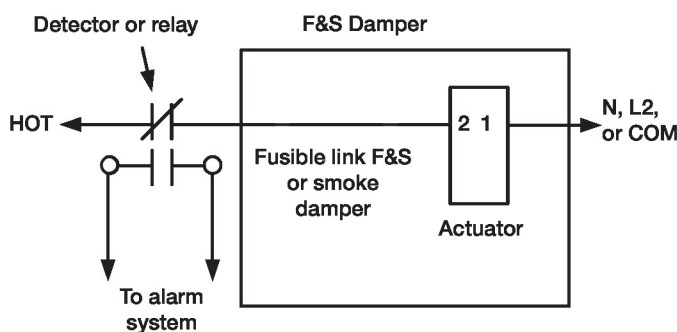 Detector or relay
F&S Damper
HOT
2 1
N, L2,
or COM
Fusible link F&S
or smoke
damper
Actuator
To alarm
system